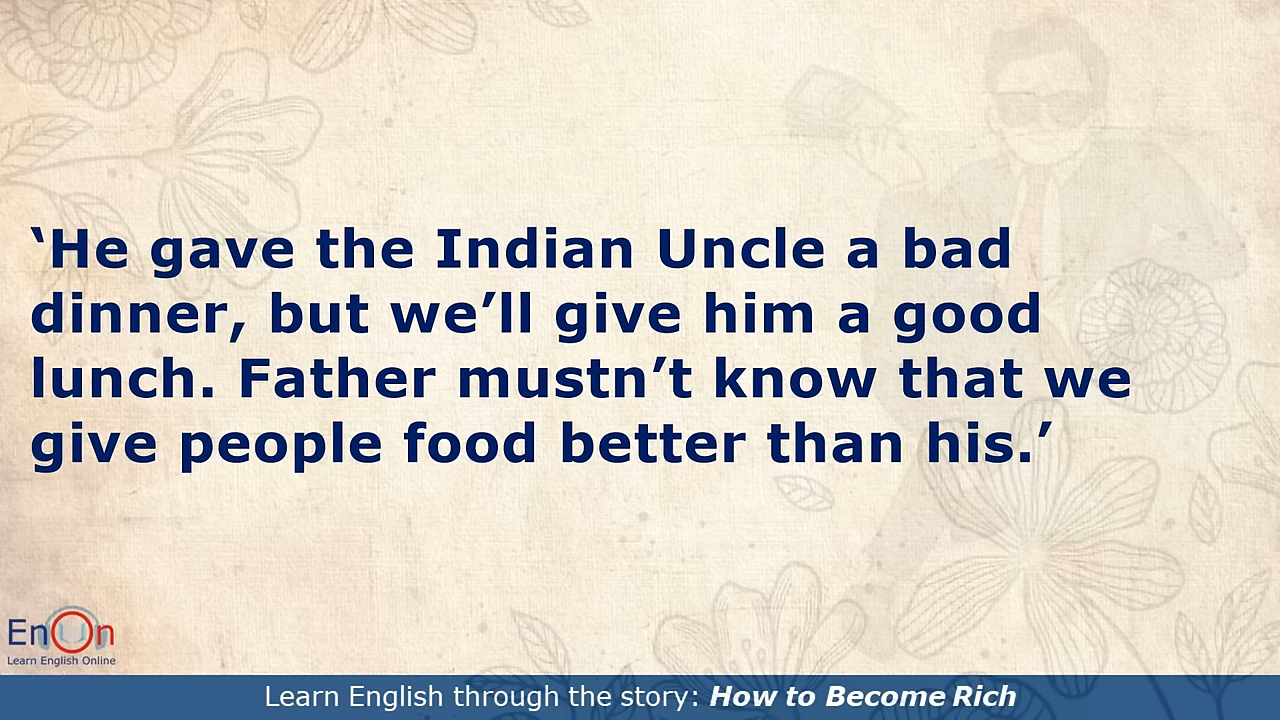 ‘He gave the Indian Uncle a bad
dinner, but we’ll give him a good
lunch. Father mustn’t know that we
give people food better than his.’
EnOn
Learn English Online
Learn English through the story: How to Become Rich